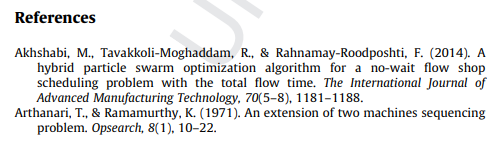 References
Akhshabi, M., Tavakkoli-Moghaddam, R., & Rahnamay-Roodposhti, F. (2014). A
hybrid particle swarm optimization algorithm for a no-wait flow shop
scheduling problem with the total flow time. The International Journal of
Advanced Manufacturing Technology, 70(5–8), 1181–1188.
Arthanari, T., & Ramamurthy, K. (1971). An extension of two machines sequencing
problem. Opsearch, 8(1), 10–22.